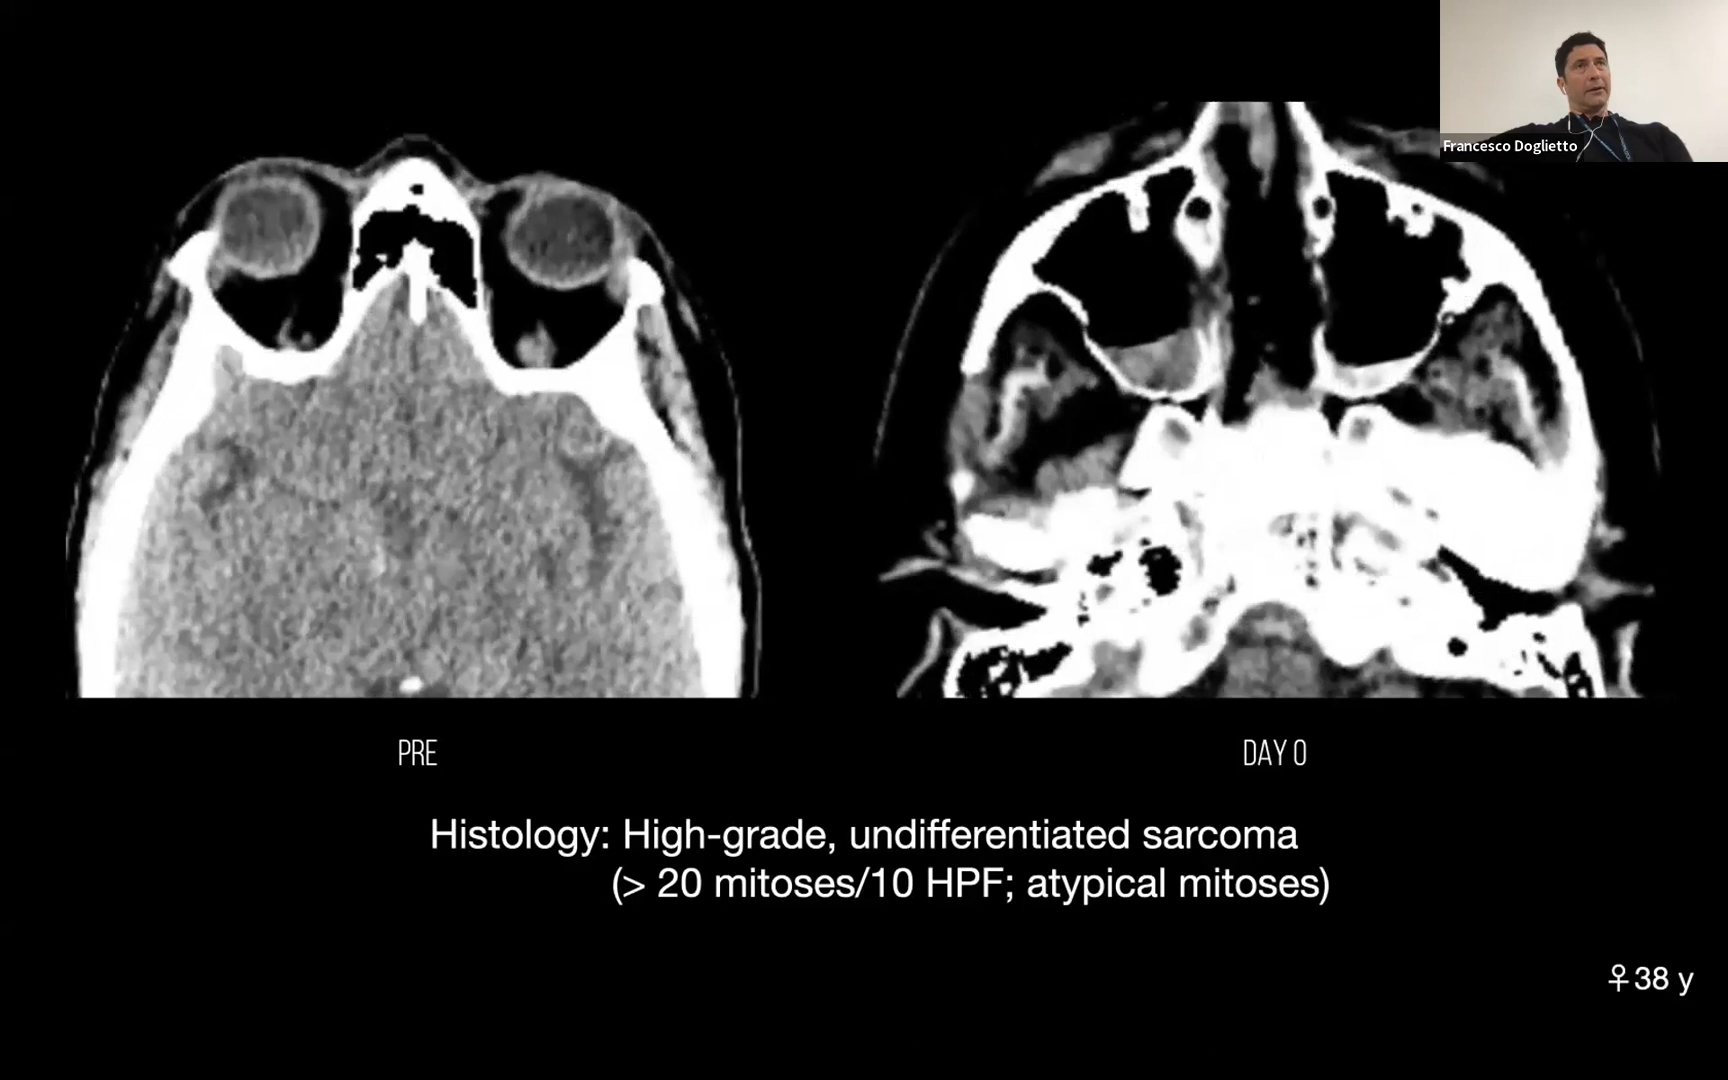 Francesco Doglietto
PRE
DAY 0
Histology: High-grade, undifferentiated sarcoma
(> 20 mitoses/10 HPF; atypical mitoses)
♀38 y